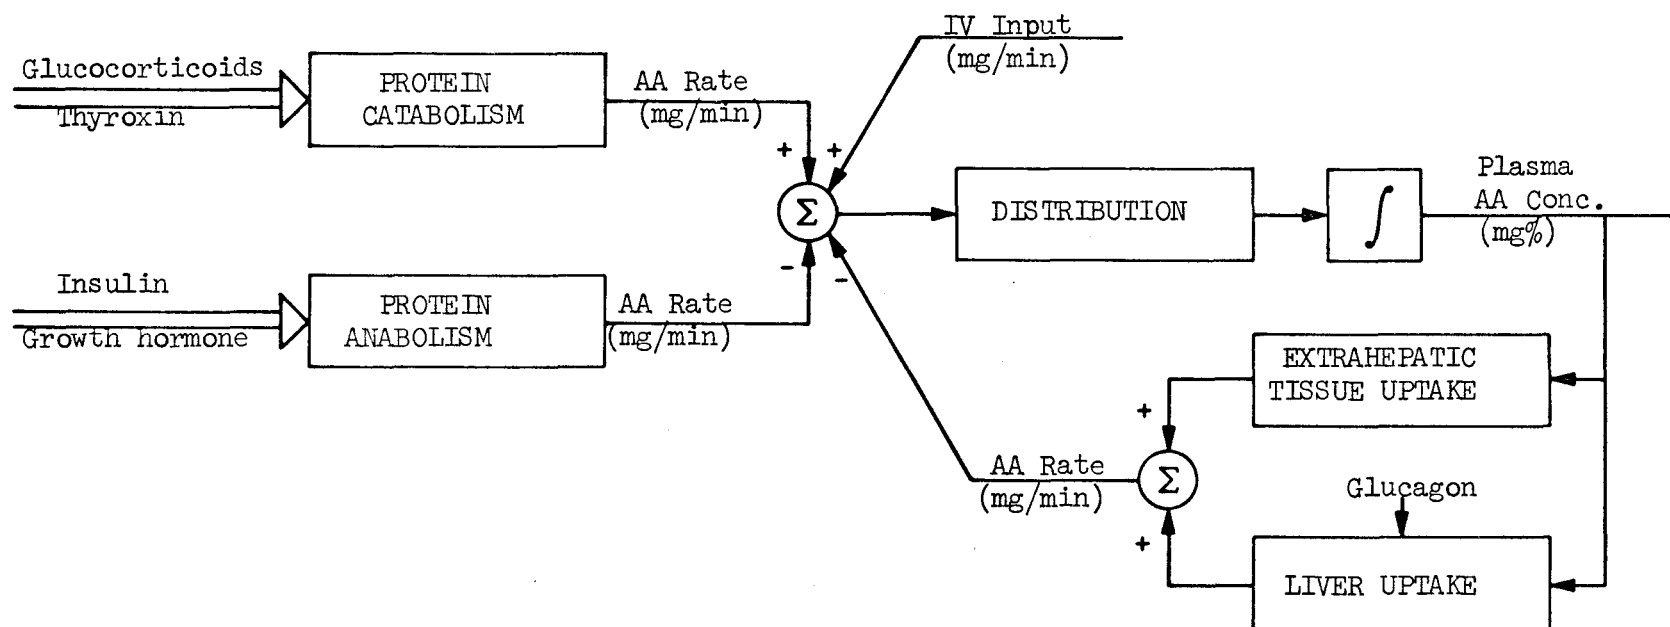 IV Input
(mg/min)
Glucocorticoids
Thyroxin
PROTEIN
CATABOLISM
AA Rate
(mg/min)
+
+
Σ
DISTRIBUTION
∫
Plasma
AA Conc.
(mg%)
Insulin
Growth hormone
PROTEIN
ANABOLISM
AA Rate
(mg/min)
-
-
EXTRAHEPATIC
TISSUE UPTAKE
+
AA Rate
(mg/min)
Σ
Glucagon
+
LIVER UPTAKE